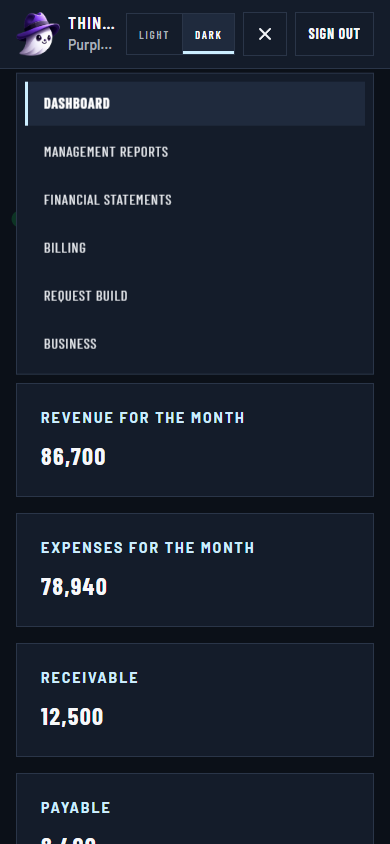 THIN...
Purpl...
LIGHT
DARK
SIGN OUT
DASHBOARD
MANAGEMENT REPORTS
FINANCIAL STATEMENTS
BILLING
REQUEST BUILD
BUSINESS
REVENUE FOR THE MONTH
86,700
EXPENSES FOR THE MONTH
78,940
RECEIVABLE
12,500
PAYABLE